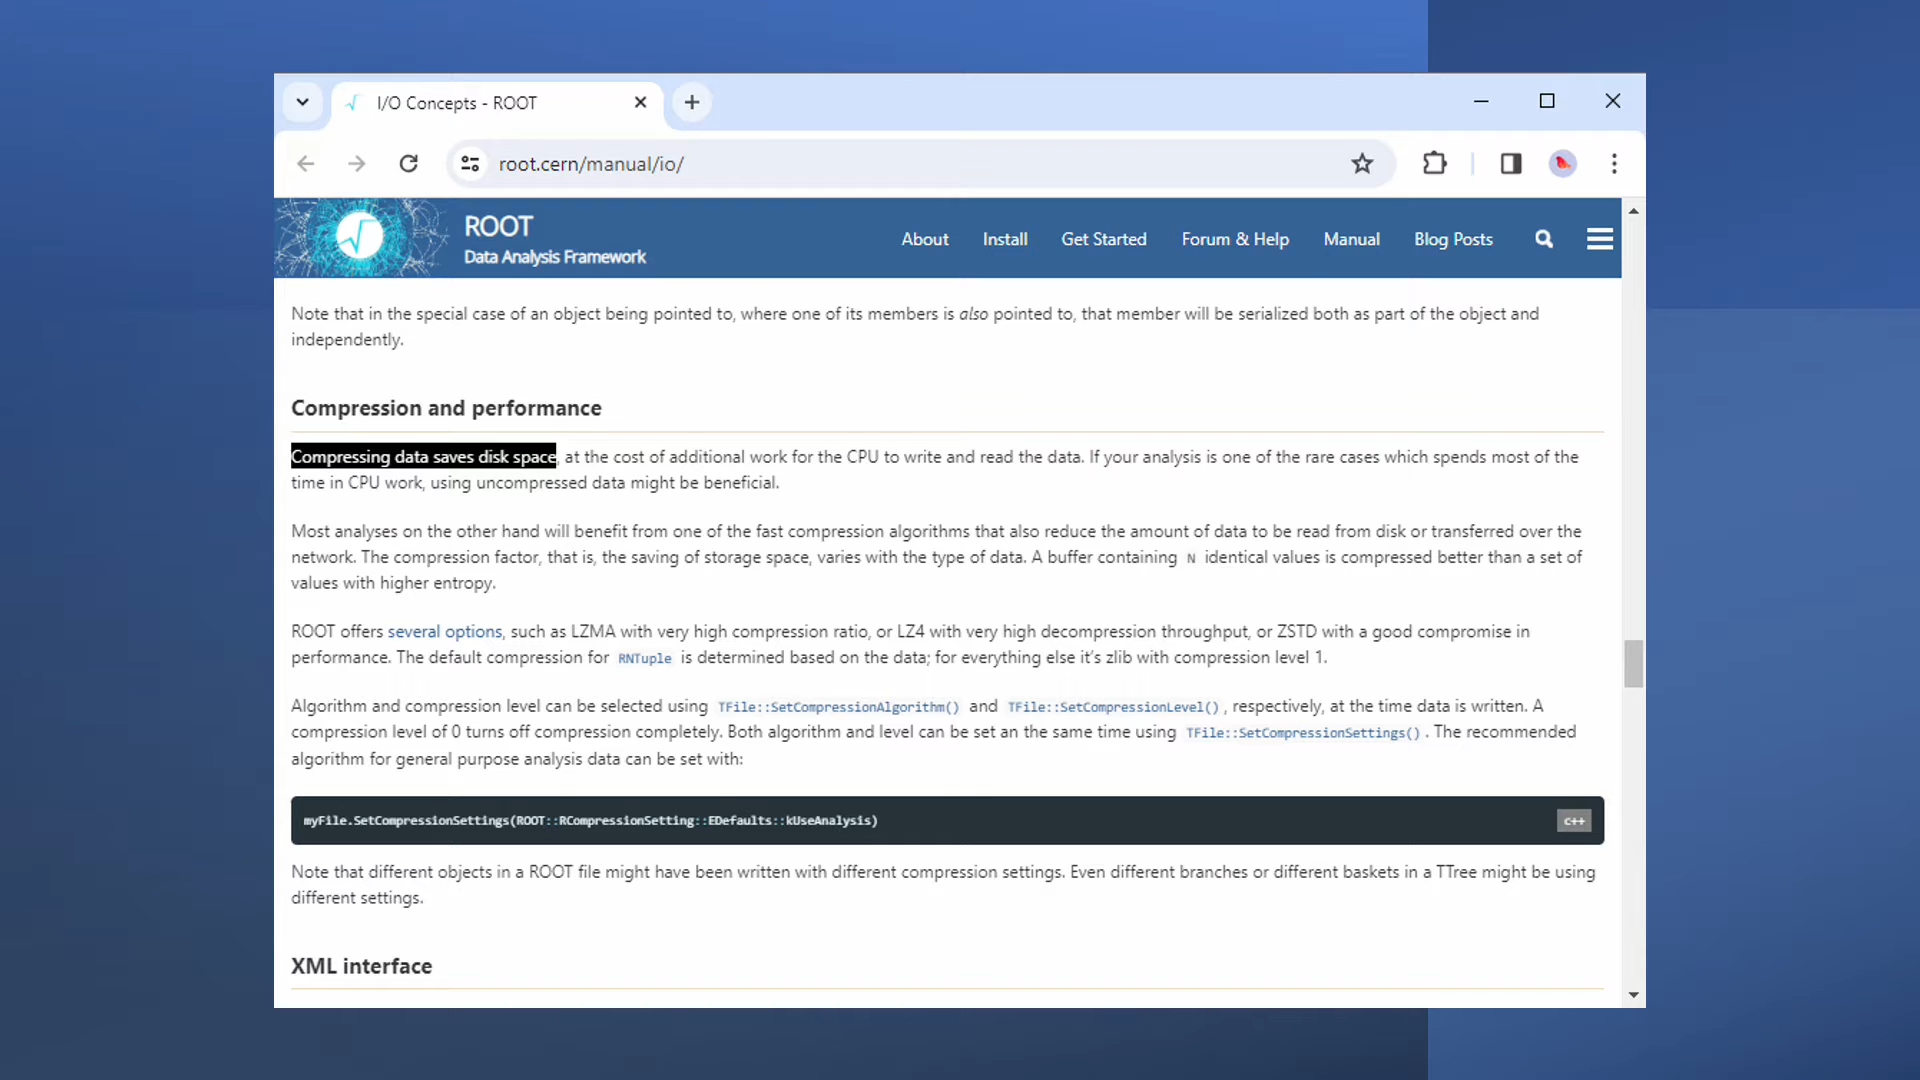 I/O Concepts - ROOT
root.cern/manual/io/
ROOT
Data Analysis Framework
About Install Get Started Forum & Help Manual Blog Posts
Note that in the special case of an object being pointed to, where one of its members is also pointed to, that member will be serialized both as part of the object and
independently.
Compression and performance
Compressing data saves disk space, at the cost of additional work for the CPU to write and read the data. If your analysis is one of the rare cases which spends most of the
time in CPU work, using uncompressed data might be beneficial.
Most analyses on the other hand will benefit from one of the fast compression algorithms that also reduce the amount of data to be read from disk or transferred over the
network. The compression factor, that is, the saving of storage space, varies with the type of data. A buffer containing N identical values is compressed better than a set of
values with higher entropy.
ROOT offers several options, such as LZMA with very high compression ratio, or LZ4 with very high decompression throughput, or ZSTD with a good compromise in
performance. The default compression for RNTuple is determined based on the data; for everything else it's zlib with compression level 1.
Algorithm and compression level can be selected using TFile::SetCompressionAlgorithm() and TFile::SetCompressionLevel(), respectively, at the time data is written. A
compression level of 0 turns off compression completely. Both algorithm and level can be set an the same time using TFile::SetCompressionSettings(). The recommended
algorithm for general purpose analysis data can be set with:
myFile.SetCompressionSettings(ROOT::RCompressionSetting::EDefaults::kUseAnalysis)
c++
Note that different objects in a ROOT file might have been written with different compression settings. Even different branches or different baskets in a TTree might be using
different settings.
XML interface